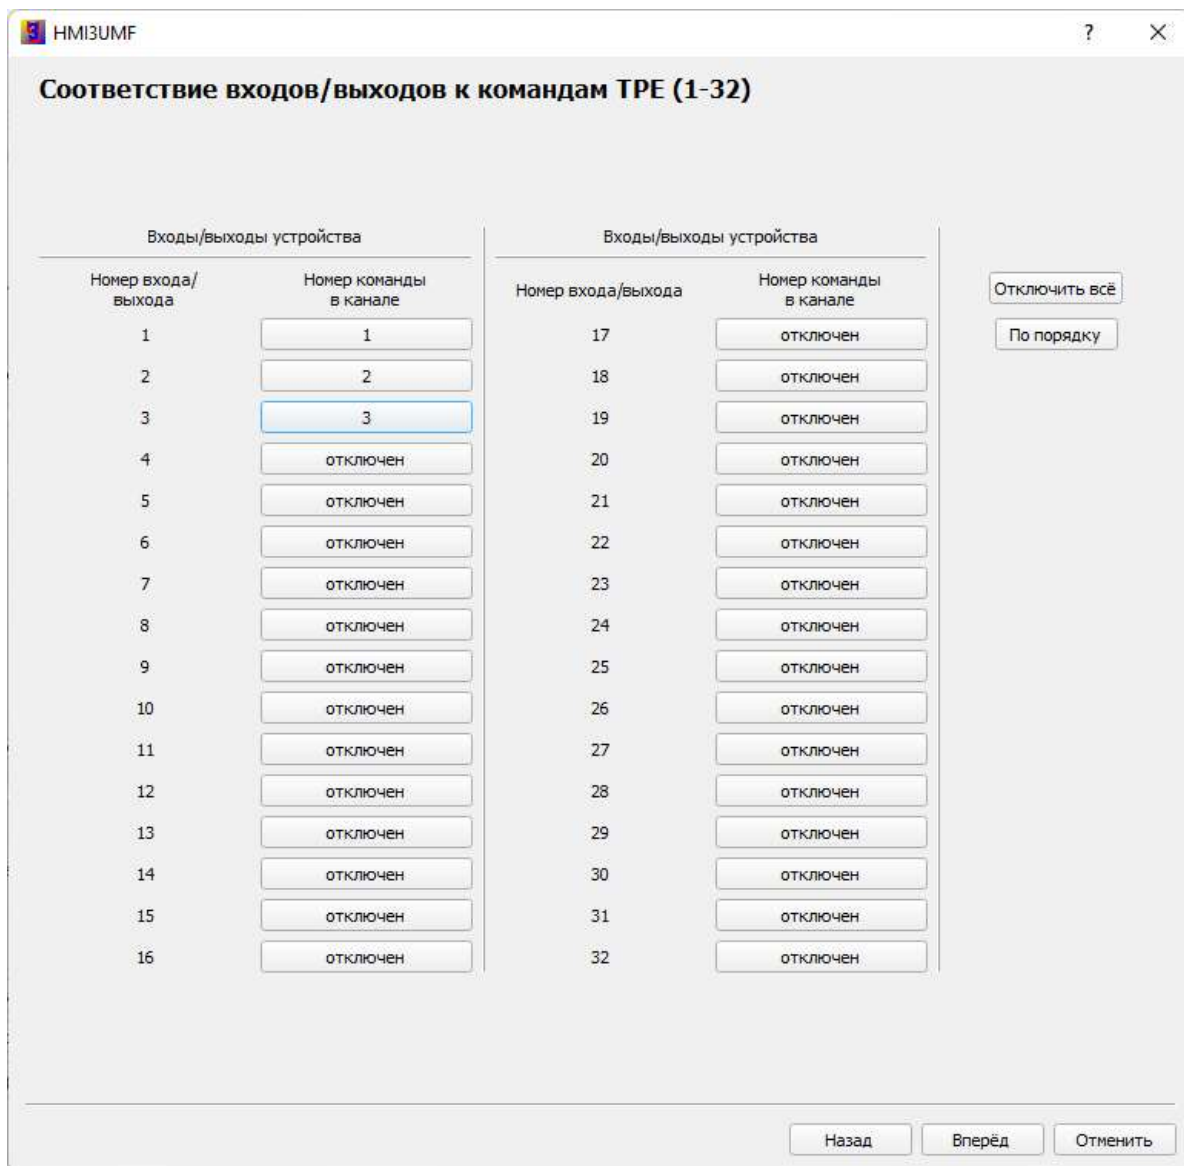 HMI3UMF
?
Соответствие входов/выходов к командам TPE (1-32)
Входы/выходы устройства Входы/выходы устройства
Номер входа/ Номер команды Номер входа/выхода Номер команды
выхода в канале в канале
Отключить всё
1 1 17 отключен По порядку
2 2 18 отключен
3 3 19 отключен
4 отключен 20 отключен
5 отключен 21 отключен
6 отключен 22 отключен
7 отключен 23 отключен
8 отключен 24 отключен
9 отключен 25 отключен
10 отключен 26 отключен
11 отключен 27 отключен
12 отключен 28 отключен
13 отключен 29 отключен
14 отключен 30 отключен
15 отключен 31 отключен
16 отключен 32 отключен
Назад Вперёд Отменить